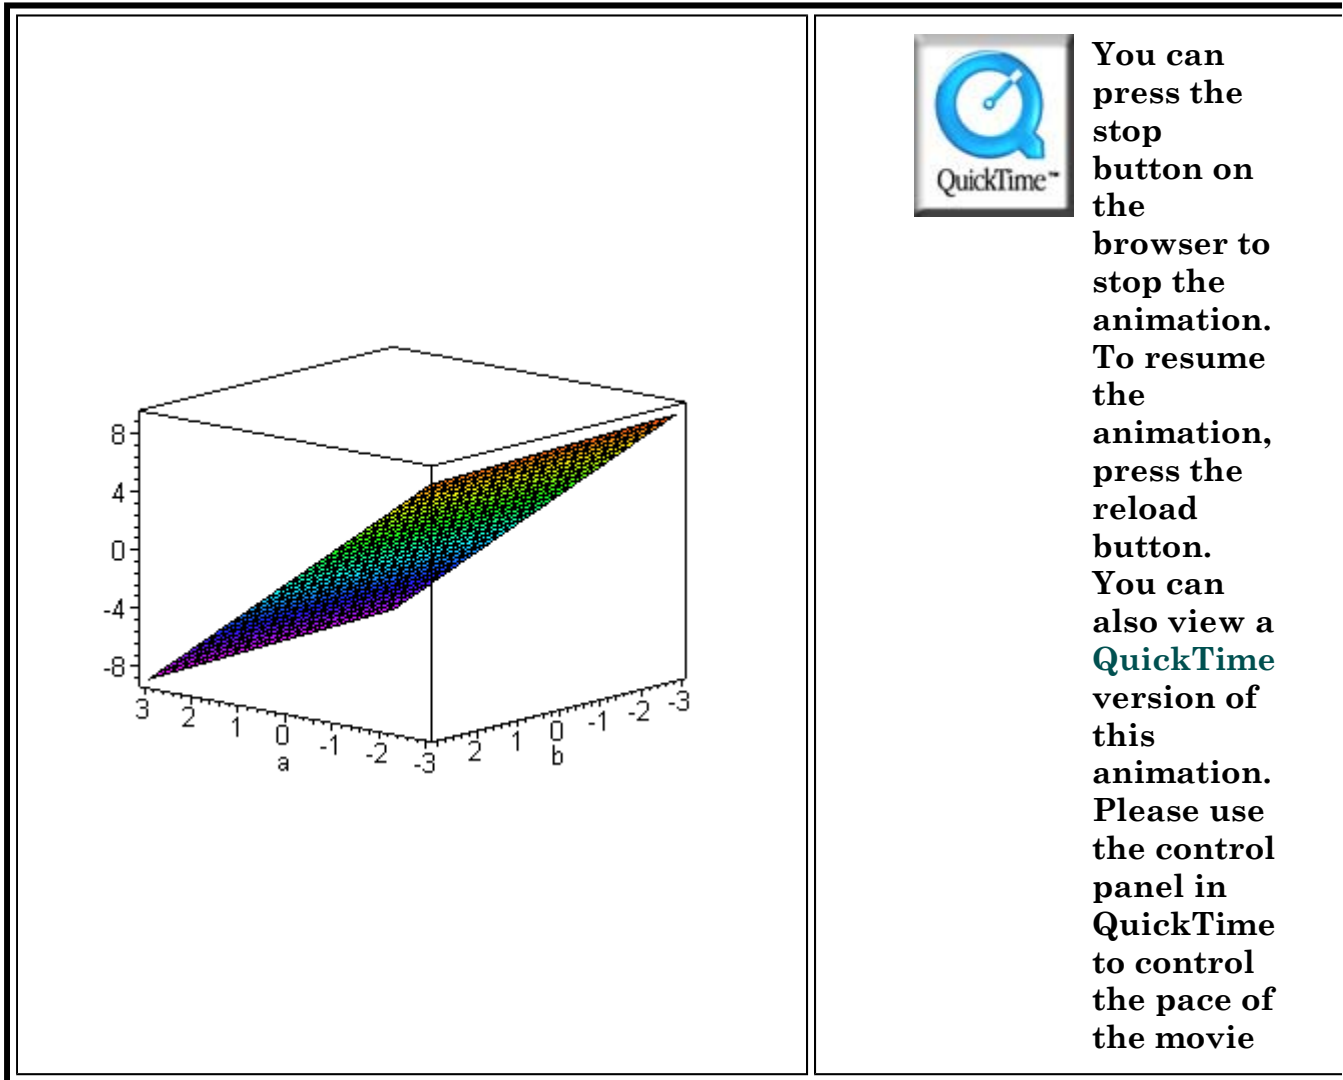 8
4
0
-4
-8
3 2 1 0 -1 -2 -3
a
2 1 0 -1 -2 -3
b
QuickTime™
You can
press the
stop
button on
the
browser to
stop the
animation.
To resume
the
animation,
press the
reload
button.
You can
also view a
QuickTime
version of
this
animation.
Please use
the control
panel in
QuickTime
to control
the pace of
the movie